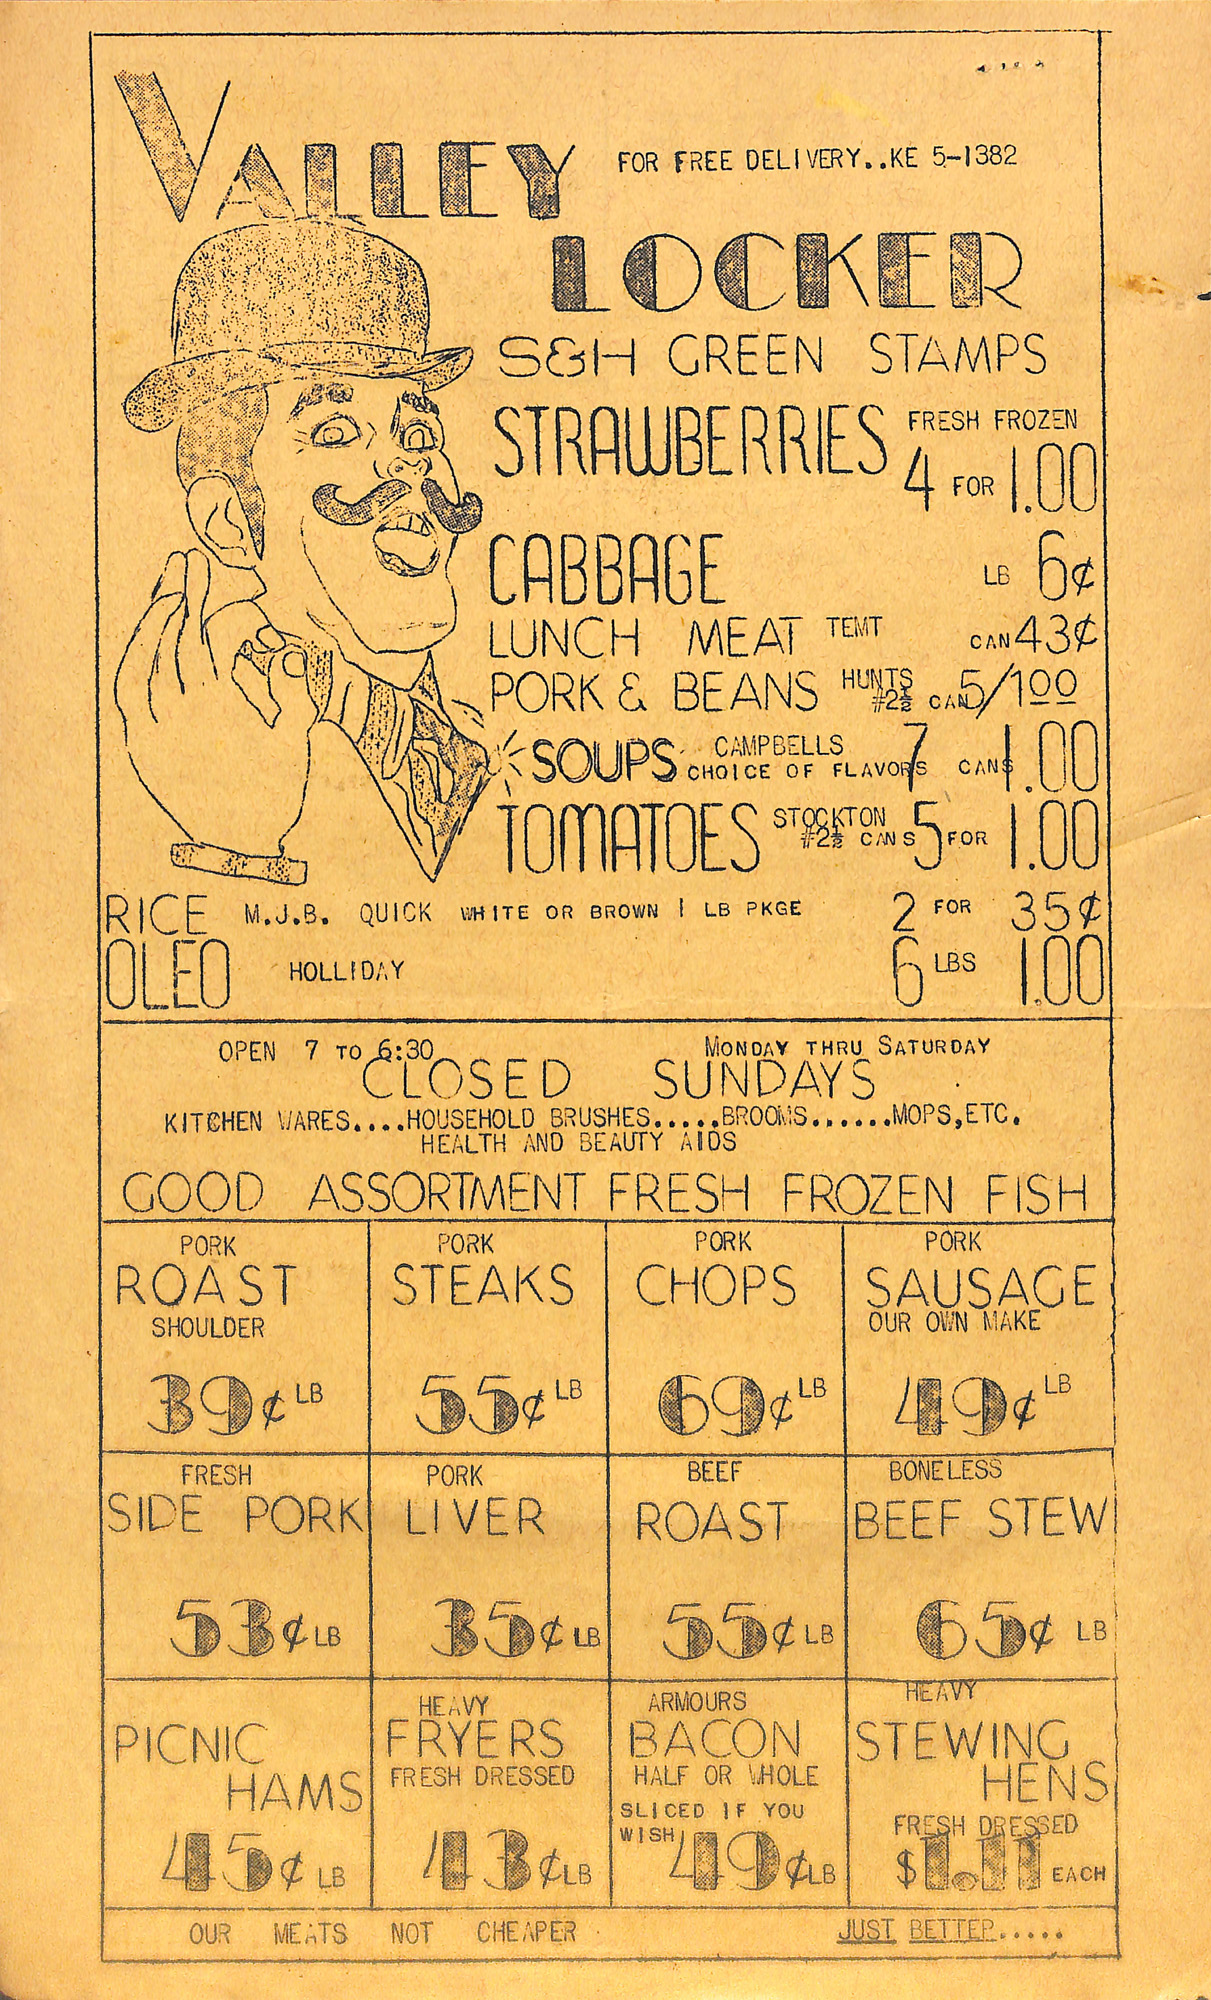 VALLEY
FOR FREE DELIVERY..KE 5-1382
LOCKER
S&H GREEN STAMPS
STRAWBERRIES FRESH FROZEN
4 FOR 1.00
CABBAGE LB 6¢
LUNCH MEAT TEMT CAN 43¢
PORK & BEANS HUNTS #2½ CAN 5/100
SOUPS CAMPBELLS CHOICE OF FLAVORS 7 CANS 1.00
TOMATOES STOCKTON #2½ CANS 5 FOR 1.00
RICE M.J.B. QUICK WHITE OR BROWN 1 LB PKGE 2 FOR 35¢
OLEO HOLLIDAY 6 LBS 1.00
OPEN 7 TO 6:30 MONDAY THRU SATURDAY
CLOSED SUNDAYS
KITCHEN WARES....HOUSEHOLD BRUSHES.....BROOMS......MOPS,ETC.
HEALTH AND BEAUTY AIDS
GOOD ASSORTMENT FRESH FROZEN FISH
PORK
ROAST
SHOULDER
39¢ LB
PORK
STEAKS
55¢ LB
PORK
CHOPS
69¢ LB
PORK
SAUSAGE
OUR OWN MAKE
49¢ LB
FRESH
SIDE PORK
53¢ LB
PORK
LIVER
35¢ LB
BEEF
ROAST
55¢ LB
BONELESS
BEEF STEW
65¢ LB
PICNIC
HAMS
45¢ LB
HEAVY
FRYERS
FRESH DRESSED
43¢ LB
ARMOURS
BACON
HALF OR WHOLE
SLICED IF YOU
WISH 49¢ LB
HEAVY
STEWING
HENS
FRESH DRESSED
$1.11 EACH
OUR MEATS NOT CHEAPER JUST BETTER.....